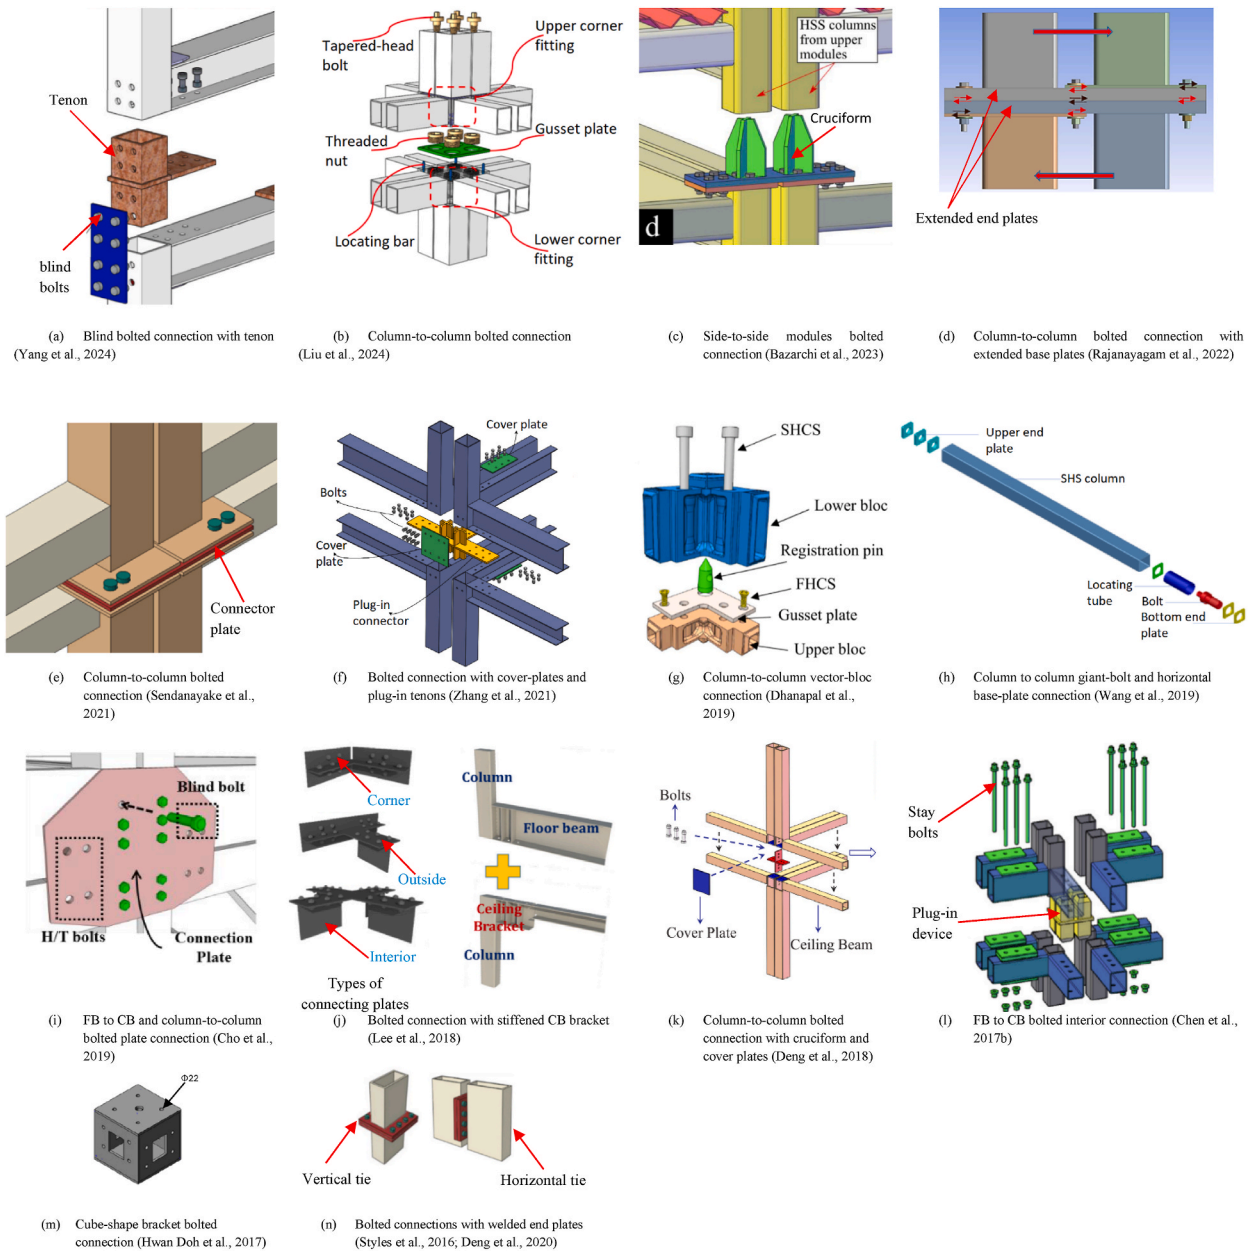 Tenon
blind
bolts
(a) Blind bolted connection with tenon
(Yang et al., 2024)
Tapered-head
bolt
Upper corner
fitting
Threaded
nut
Gusset plate
Locating bar
Lower corner
fitting
(b) Column-to-column bolted connection
(Liu et al., 2024)
HSS columns
from upper
modules
Cruciform
d
(c) Side-to-side modules bolted
connection (Bazarchi et al., 2023)
Extended end plates
(d) Column-to-column bolted connection with
extended base plates (Rajanayagam et al., 2022)
Connector
plate
(e) Column-to-column bolted
connection (Sendanayake et al.,
2021)
Cover plate
Bolts
Cover
plate
Plug-in
connector
(f) Bolted connection with cover-plates and
plug-in tenons (Zhang et al., 2021)
SHCS
Lower bloc
Registration pin
FHCS
Gusset plate
Upper bloc
(g) Column-to-column vector-bloc
connection (Dhanapal et al.,
2019)
Upper end
plate
SHS column
Locating
tube
Bolt
Bottom end
plate
(h) Column to column giant-bolt and horizontal
base-plate connection (Wang et al., 2019)
Blind bolt
H/T bolts
Connection
Plate
(i) FB to CB and column-to-column
bolted plate connection (Cho et al.,
2019)
Corner
Outside
Interior
Types of
connecting plates
Column
Floor beam
Ceiling
Bracket
Column
(j) Bolted connection with stiffened CB bracket
(Lee et al., 2018)
Bolts
Cover Plate
Ceiling Beam
(k) Column-to-column bolted
connection with cruciform and
cover plates (Deng et al., 2018)
Stay
bolts
Plug-in
device
(l) FB to CB bolted interior connection (Chen et al.,
2017b)
Φ22
(m) Cube-shape bracket bolted
connection (Hwan Doh et al., 2017)
Vertical tie
Horizontal tie
(n) Bolted connections with welded end plates
(Styles et al., 2016; Deng et al., 2020)